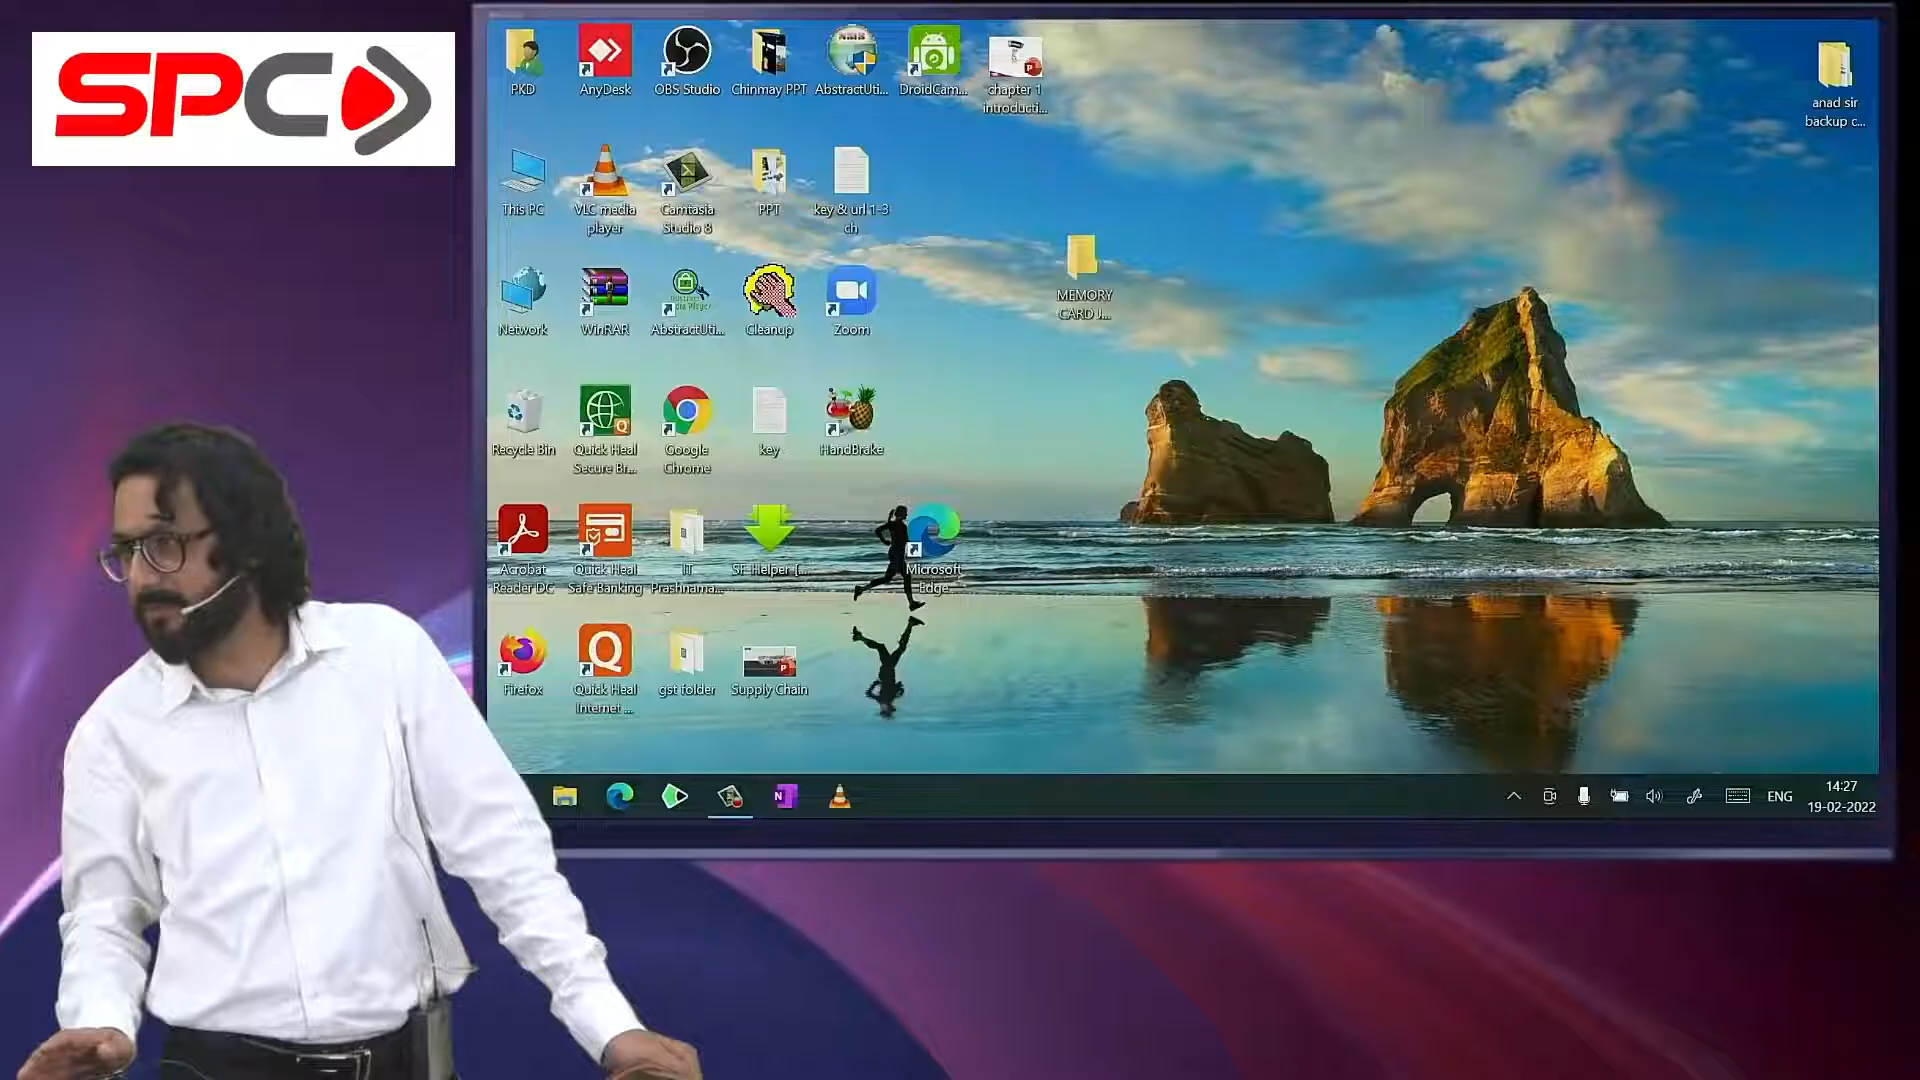 SPC
PKD
AnyDesk
OBS Studio
Chinmay PPT
AbstractUti...
DroidCam...
chapter 1
introducti...
anad sir
backup c...
This PC
VLC media
player
Camtasia
Studio 8
PPT
key & url 1-3
ch
MEMORY
CARD J...
Network
WinRAR
AbstractUti...
Cleanup
Zoom
Recycle Bin
Quick Heal
Secure Br...
Google
Chrome
key
HandBrake
Acrobat
Reader DC
Quick Heal
Safe Banking
IT
Prashnama...
SF Helper [...
Microsoft
Edge
Firefox
Quick Heal
Internet ...
gst folder
Supply Chain
ENG
14:27
19-02-2022